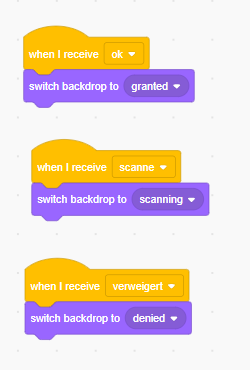 when I receive ok
switch backdrop to granted
when I receive scanne
switch backdrop to scanning
when I receive verweigert
switch backdrop to denied